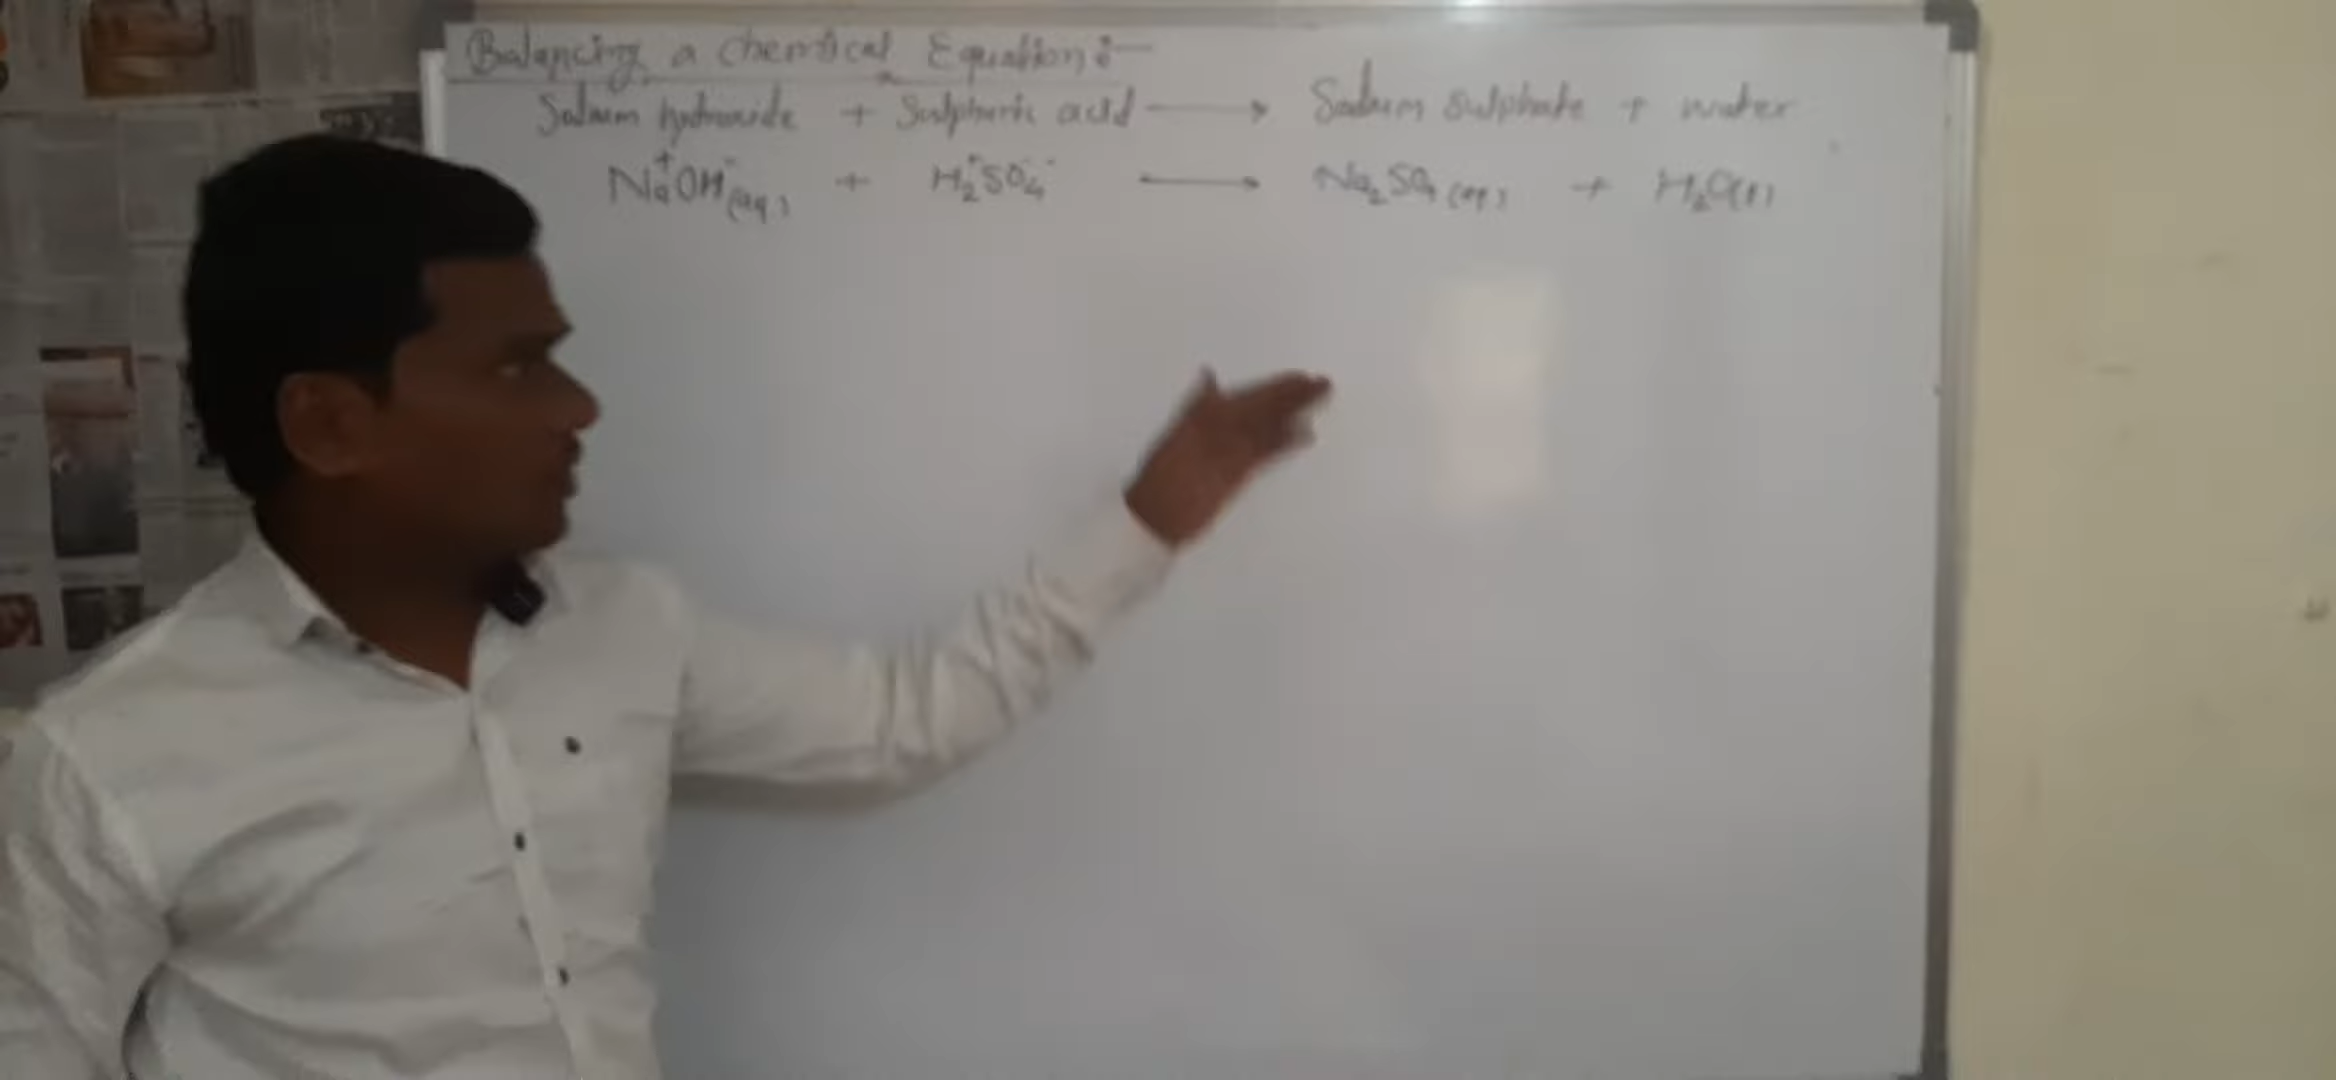 Balancing a chemical Equation :-
Sodium hydroxide + Sulphuric acid ⟶ Sodium sulphate + water
Na⁺OH⁻(aq) + H₂⁺SO₄⁻⁻ ⟶ Na₂SO₄(aq) + H₂O(l)